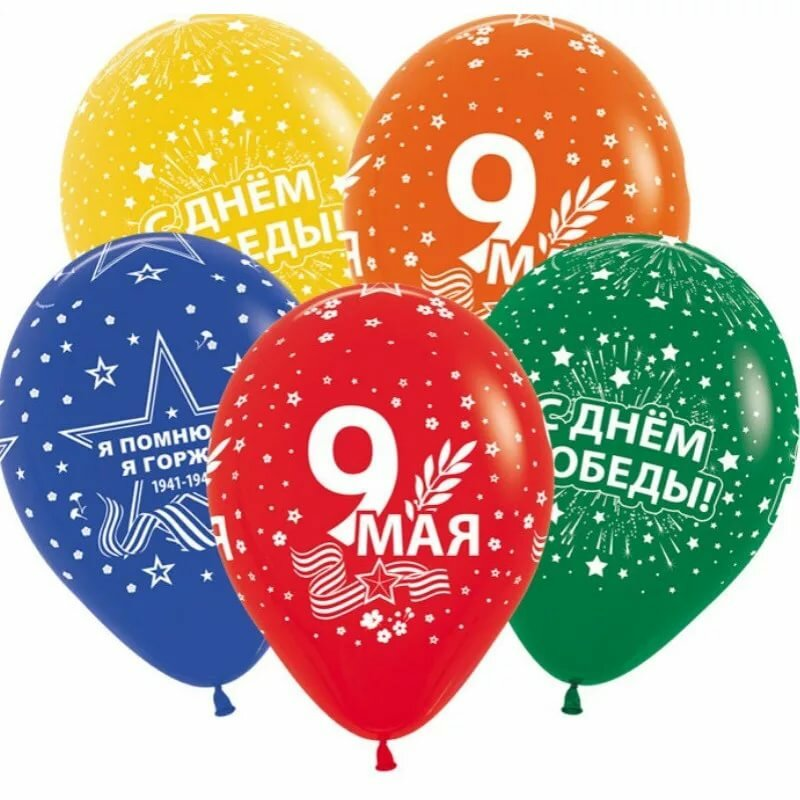 С ДНЁМ
ОБЕДЫ!
9
М
Я ПОМНЮ
Я ГОРЖ
1941-194
9
МАЯ
С ДНЁМ
ОБЕДЫ!